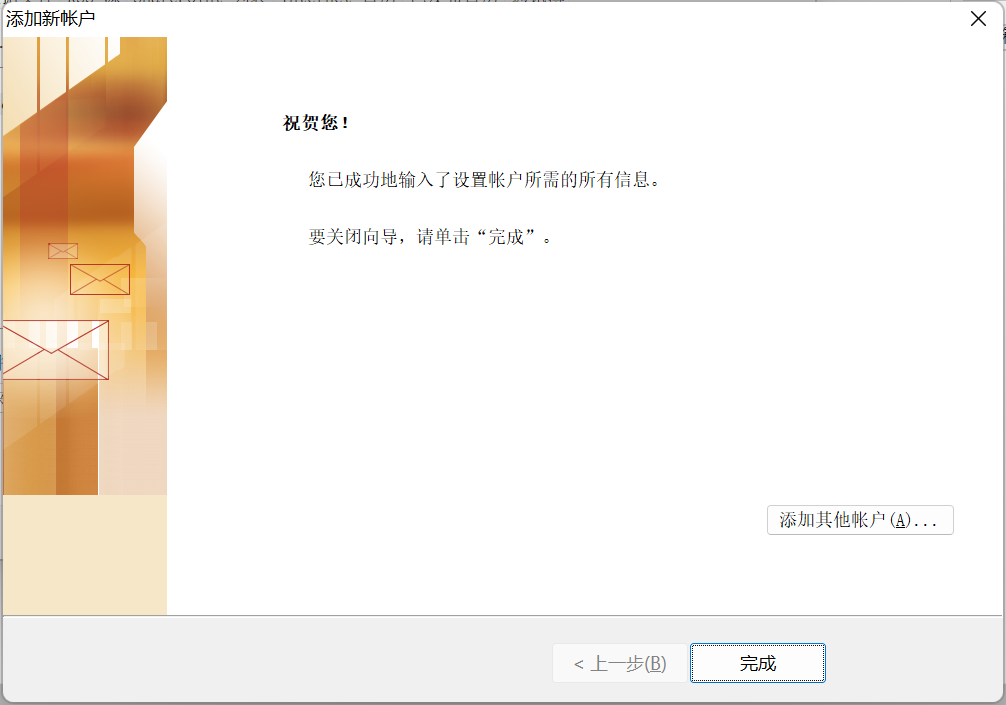 添加新帐户
祝贺您！
您已成功地输入了设置帐户所需的所有信息。
要关闭向导，请单击“完成”。
添加其他帐户(A)...
< 上一步(B)
完成